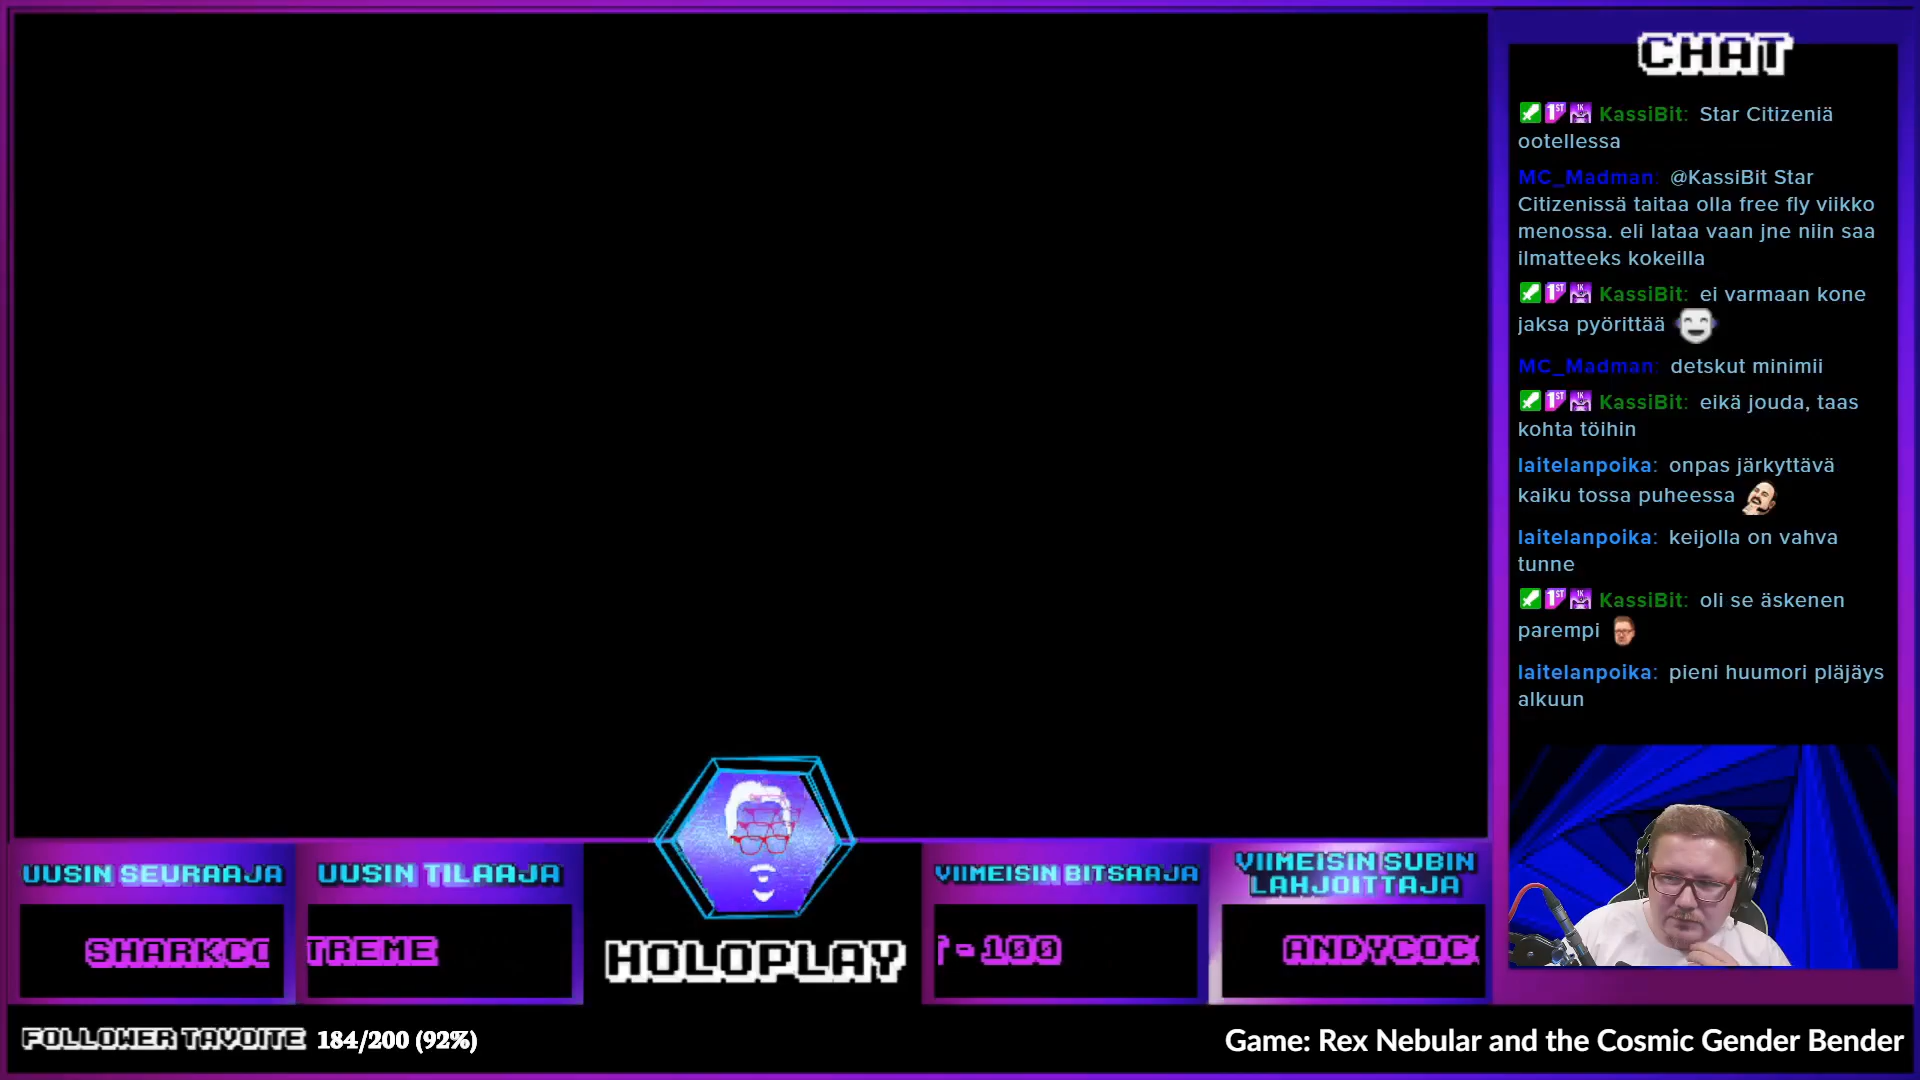 CHAT
KassiBit: Star Citizeniä
ootellessa
MC_Madman: @KassiBit Star
Citizenissä taitaa olla free fly viikko
menossa. eli lataa vaan jne niin saa
ilmatteeks kokeilla
KassiBit: ei varmaan kone
jaksa pyörittää
MC_Madman: detskut minimii
KassiBit: eikä jouda, taas
kohta töihin
laitelanpoika: onpas järkyttävä
kaiku tossa puheessa
laitelanpoika: keijolla on vahva
tunne
KassiBit: oli se äskenen
parempi
laitelanpoika: pieni huumori pläjäys
alkuun
UUSIN SEURAAJA
UUSIN TILAAJA
VIIMEISIN BITSAAJA
VIIMEISIN SUBIN
LAHJOITTAJA
SHARKCO
TREME
HOLOPLAY
- 100
ANDYCOC
FOLLOWER TAVOITE 184/200 (92%)
Game: Rex Nebular and the Cosmic Gender Bender